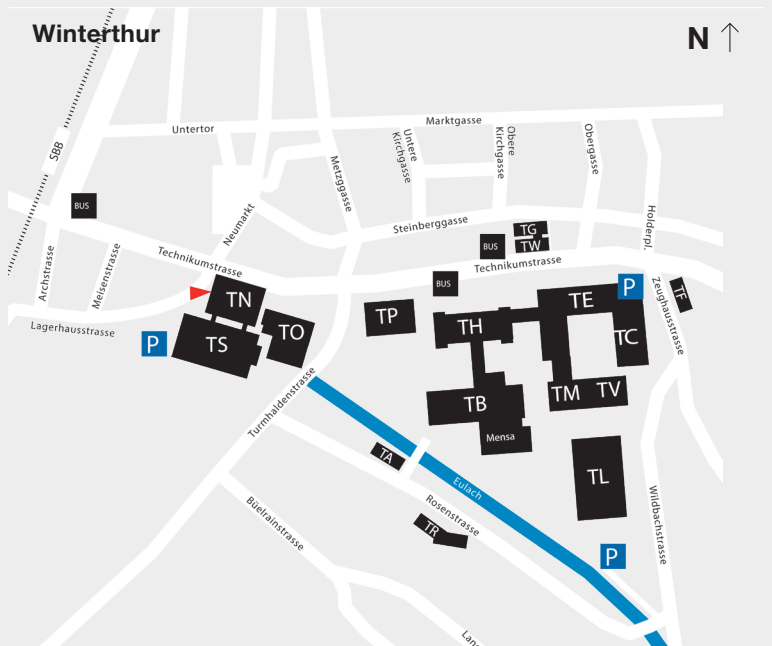 Winterthur
N
Untertor
Marktgasse
SBB
Untere
Kirchgasse
Obere
Kirchgasse
Obergasse
Metzggasse
BUS
Neumarkt
Steinberggasse
Holderpl.
TG
TW
BUS
Archstrasse
Meisenstrasse
Technikumstrasse
Technikumstrasse
BUS
P
TF
Zeughausstrasse
TN
TE
TP
TH
TO
TC
Lagerhausstrasse
P
TS
TM
TV
TB
Turmhaldenstrasse
Mensa
TA
TL
Eulach
Rosenstrasse
Büelrainstrasse
TR
Wildbachstrasse
P